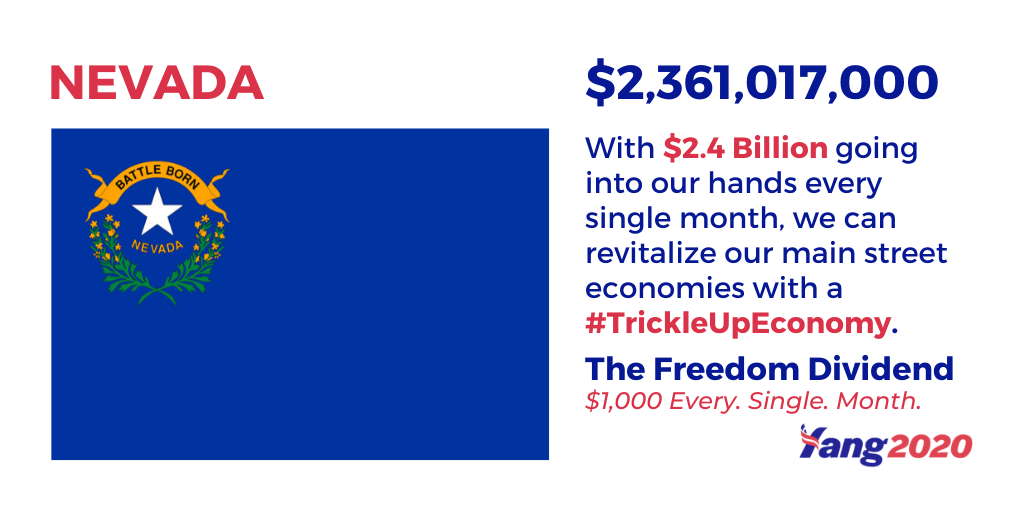 NEVADA
BATTLE BORN
NEVADA
$2,361,017,000
With $2.4 Billion going
into our hands every
single month, we can
revitalize our main street
economies with a
#TrickleUpEconomy.
The Freedom Dividend
$1,000 Every. Single. Month.
Yang2020